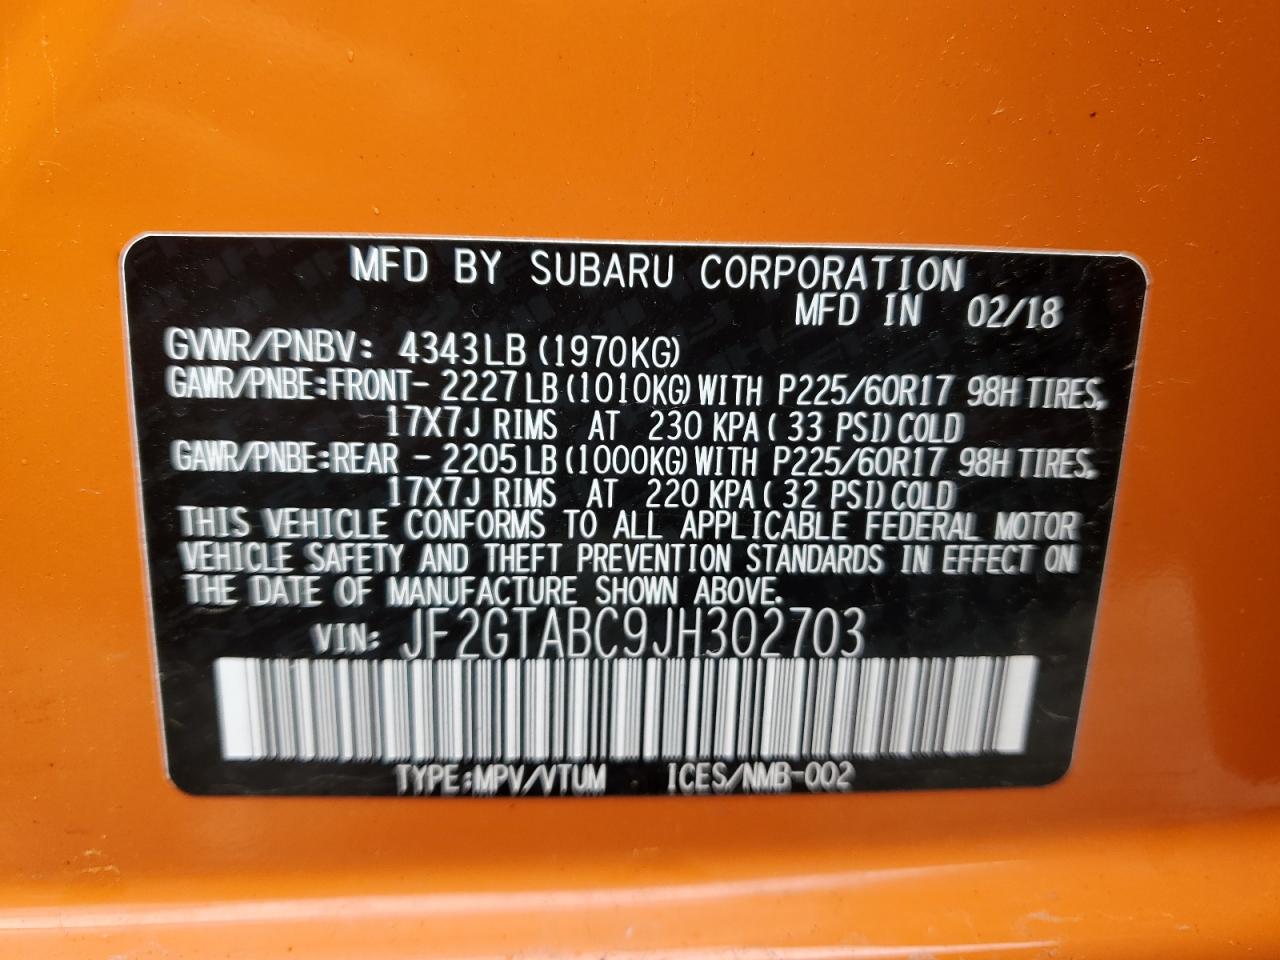 MFD BY SUBARU CORPORATION
MFD IN 02/18
GVWR/PNBV: 4343LB (1970KG)
GAWR/PNBE:FRONT- 2227LB (1010KG) WITH P225/60R17 98H TIRES,
17X7J RIMS AT 230 KPA ( 33 PSI) COLD
GAWR/PNBE:REAR - 2205LB (1000KG) WITH P225/60R17 98H TIRES,
17X7J RIMS AT 220 KPA ( 32 PSI) COLD
THIS VEHICLE CONFORMS TO ALL APPLICABLE FEDERAL MOTOR
VEHICLE SAFETY AND THEFT PREVENTION STANDARDS IN EFFECT ON
THE DATE OF MANUFACTURE SHOWN ABOVE.
VIN: JF2GTABC9JH302703
TYPE:MPV/VTUM ICES/NMB-002